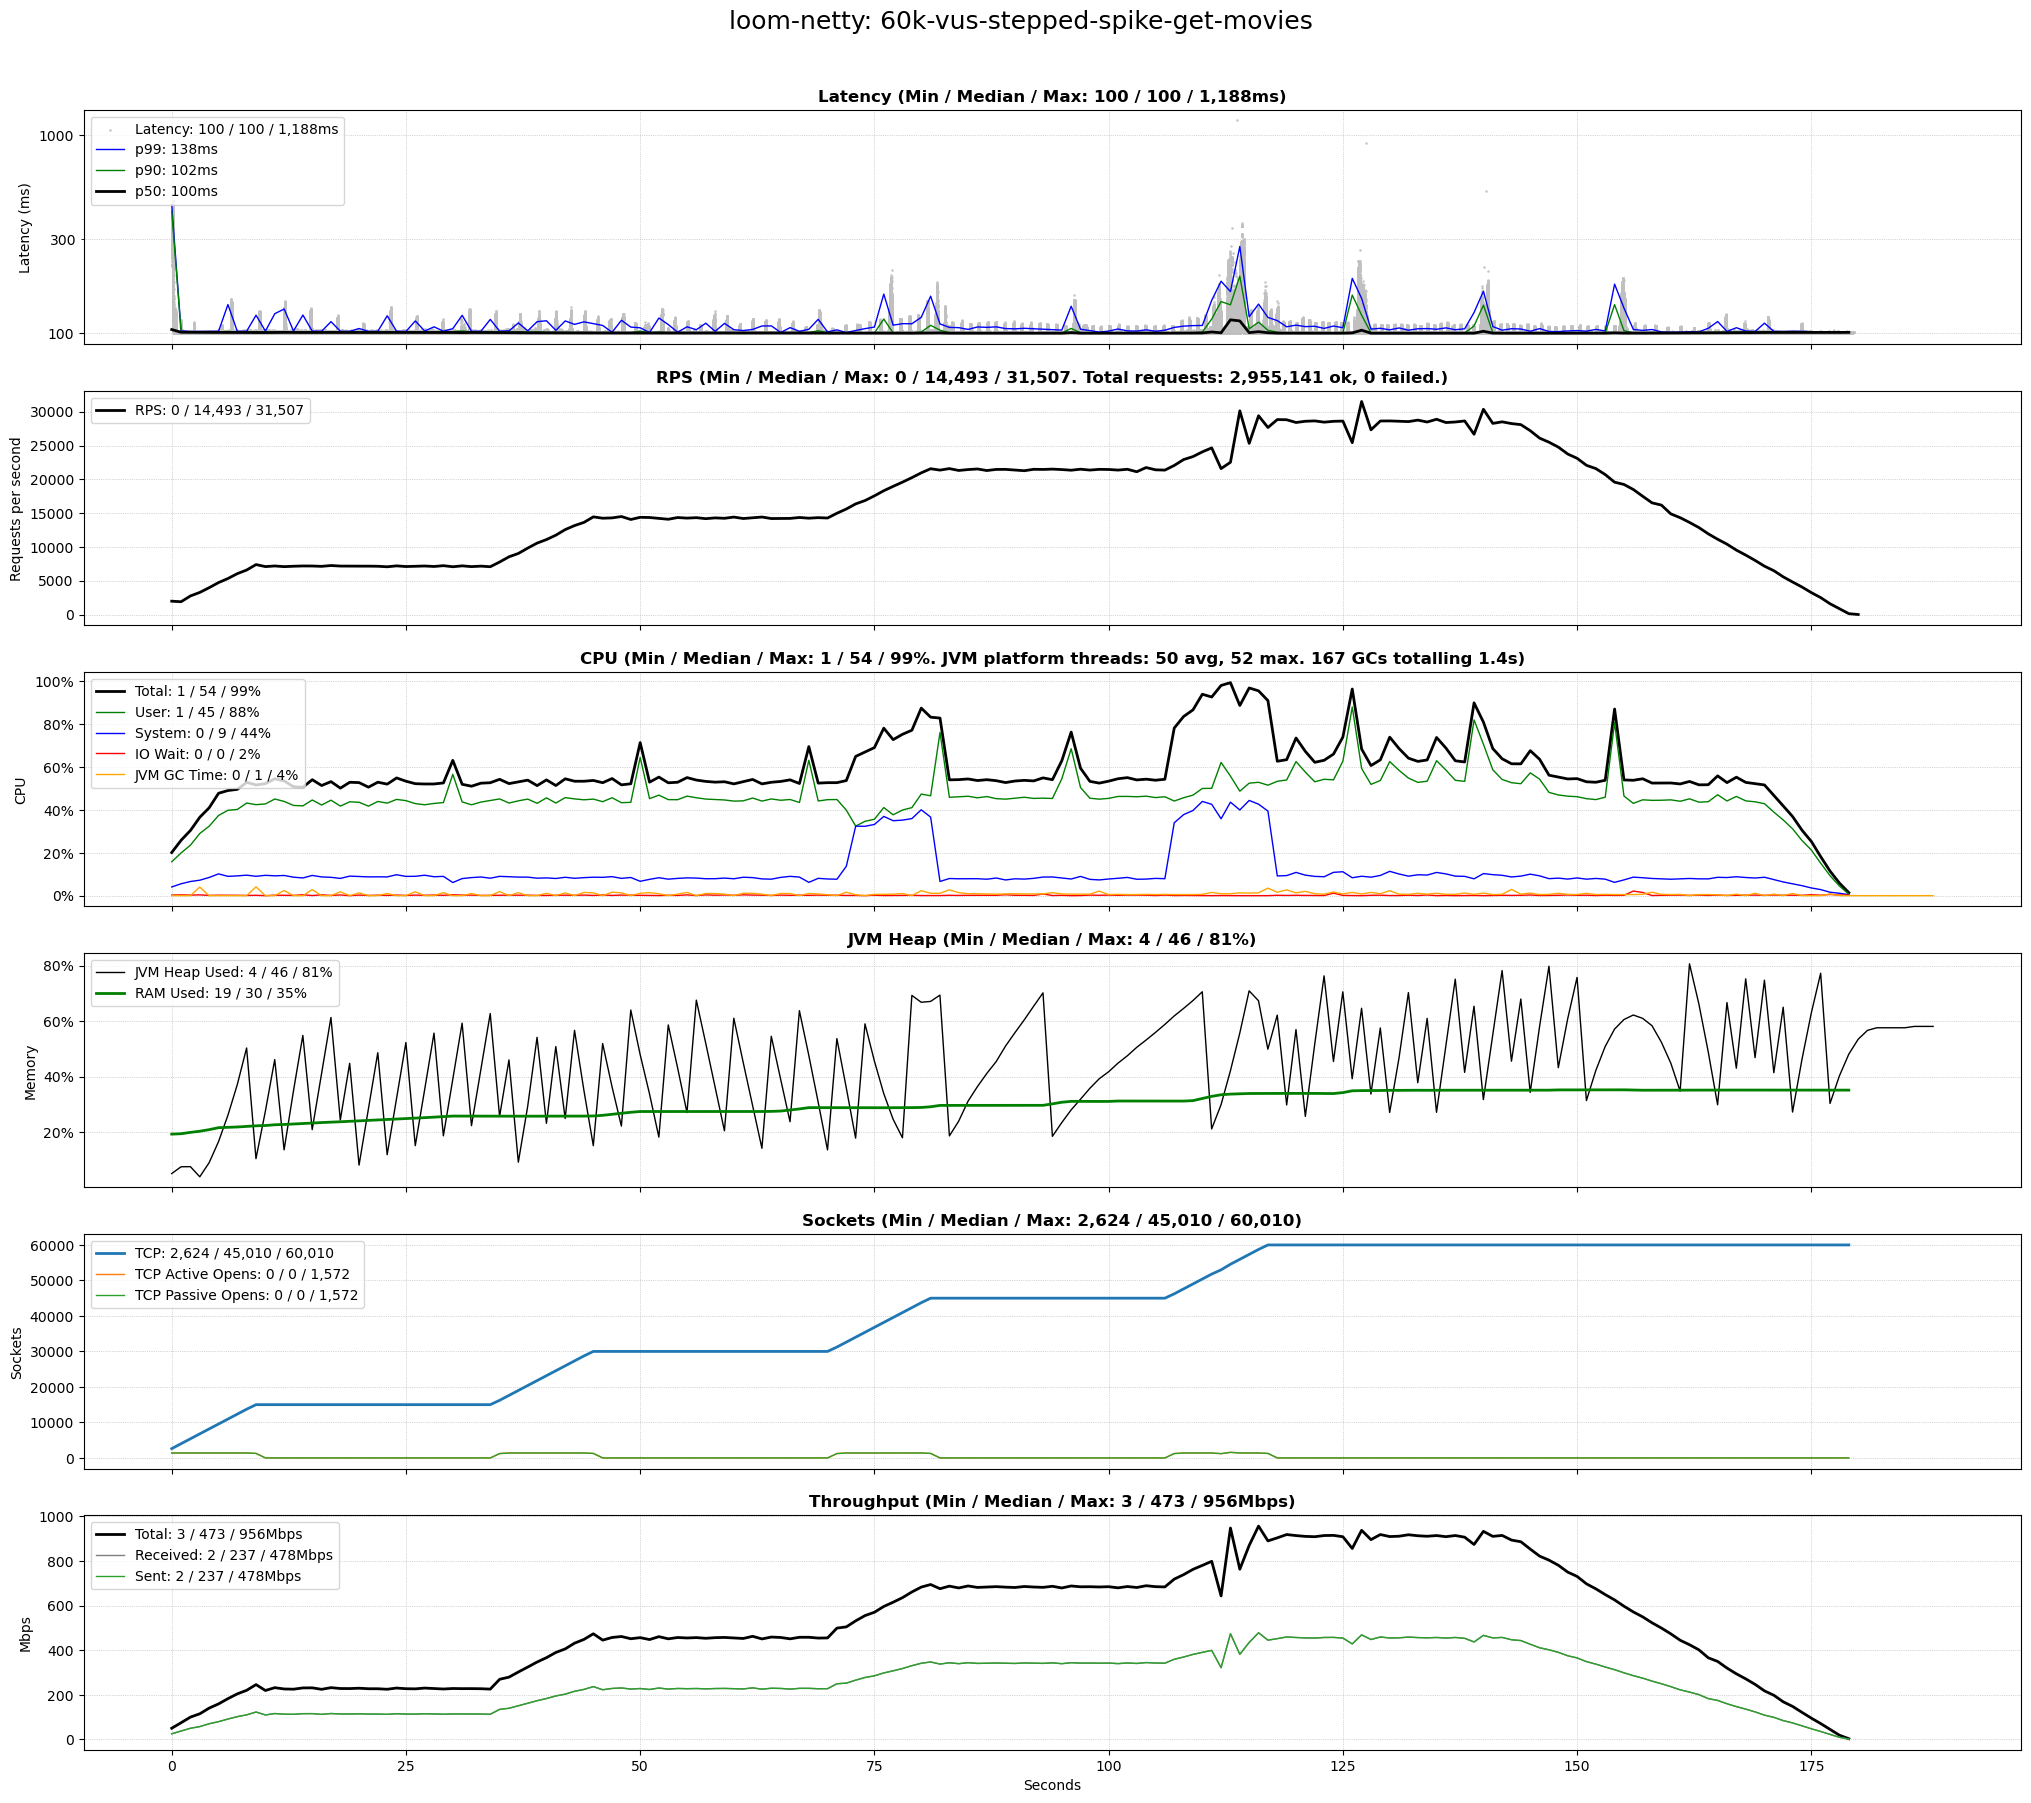 loom-netty: 60k-vus-stepped-spike-get-movies
Latency (Min / Median / Max: 100 / 100 / 1,188ms)
Latency (ms)
1000
300
100
Latency: 100 / 100 / 1,188ms
p99: 138ms
p90: 102ms
p50: 100ms
RPS (Min / Median / Max: 0 / 14,493 / 31,507. Total requests: 2,955,141 ok, 0 failed.)
Requests per second
30000
25000
20000
15000
10000
5000
0
RPS: 0 / 14,493 / 31,507
CPU (Min / Median / Max: 1 / 54 / 99%. JVM platform threads: 50 avg, 52 max. 167 GCs totalling 1.4s)
CPU
100%
80%
60%
40%
20%
0%
Total: 1 / 54 / 99%
User: 1 / 45 / 88%
System: 0 / 9 / 44%
IO Wait: 0 / 0 / 2%
JVM GC Time: 0 / 1 / 4%
JVM Heap (Min / Median / Max: 4 / 46 / 81%)
Memory
80%
60%
40%
20%
JVM Heap Used: 4 / 46 / 81%
RAM Used: 19 / 30 / 35%
Sockets (Min / Median / Max: 2,624 / 45,010 / 60,010)
Sockets
60000
50000
40000
30000
20000
10000
0
TCP: 2,624 / 45,010 / 60,010
TCP Active Opens: 0 / 0 / 1,572
TCP Passive Opens: 0 / 0 / 1,572
Throughput (Min / Median / Max: 3 / 473 / 956Mbps)
Mbps
1000
800
600
400
200
0
Total: 3 / 473 / 956Mbps
Received: 2 / 237 / 478Mbps
Sent: 2 / 237 / 478Mbps
0 25 50 75 100 125 150 175
Seconds